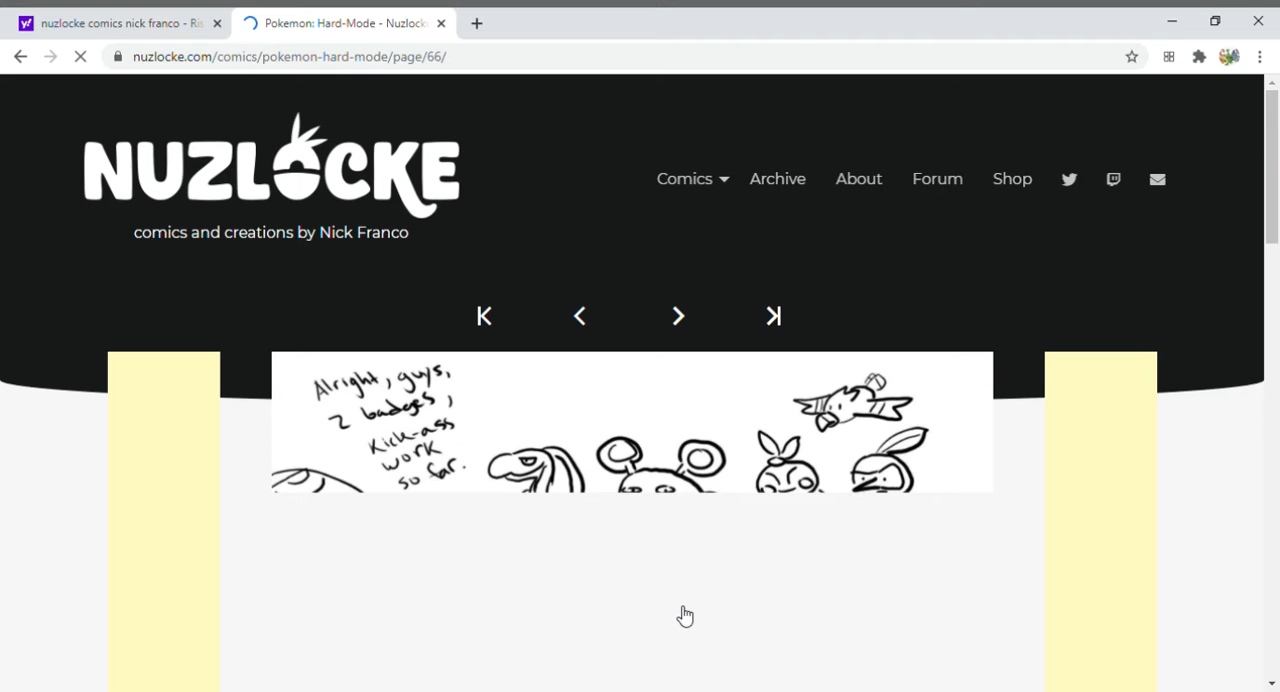 nuzlocke comics nick franco - Ris
Pokemon: Hard-Mode - Nuzlock
nuzlocke.com/comics/pokemon-hard-mode/page/66/
NUZLOCKE
comics and creations by Nick Franco
Comics Archive About Forum Shop
Alright, guys,
2 badges,
Kick-ass
work
so far.